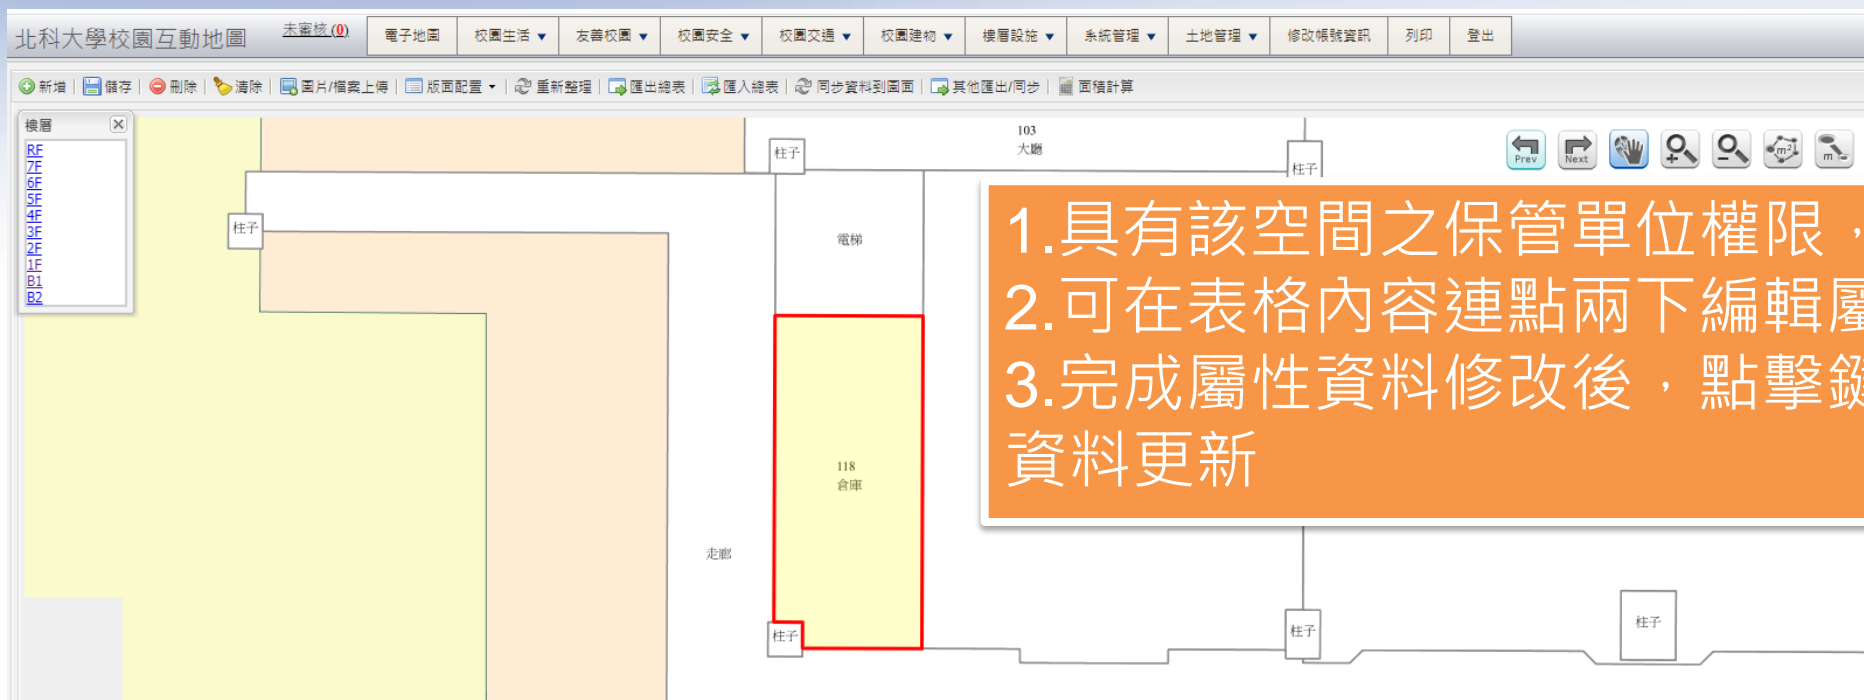 北科大學校園互動地圖
未審核(0)
電子地圖
校園生活 ▼
友善校園 ▼
校園安全 ▼
校園交通 ▼
校園建物 ▼
樓層設施 ▼
系統管理 ▼
土地管理 ▼
修改帳號資訊
列印
登出
新增 | 儲存 | 刪除 | 清除 | 圖片/檔案上傳 | 版面配置 ▼ | 重新整理 | 匯出總表 | 匯入總表 | 同步資料到圖面 | 其他匯出/同步 | 面積計算
樓層
RF
7F
6F
5F
4F
3F
2F
1F
B1
B2
103
大廳
柱子
柱子
Prev
Next
m²
m
柱子
電梯
1.具有該空間之保管單位權限，
2.可在表格內容連點兩下編輯屬
3.完成屬性資料修改後，點擊鍵
資料更新
118
倉庫
走廊
柱子
柱子
柱子